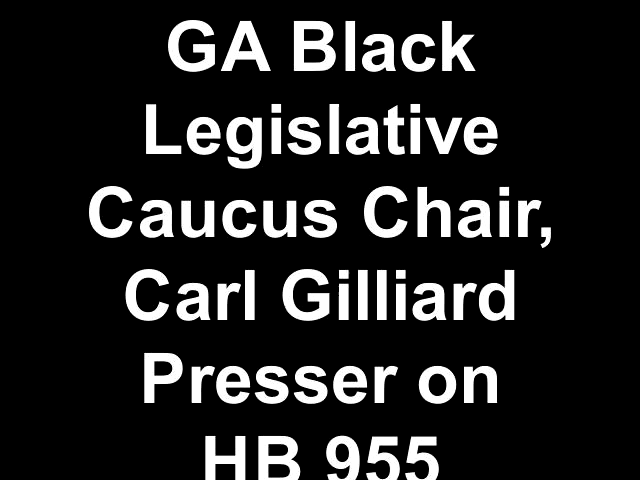 GA Black
Legislative
Caucus Chair,
Carl Gilliard
Presser on
HB 955